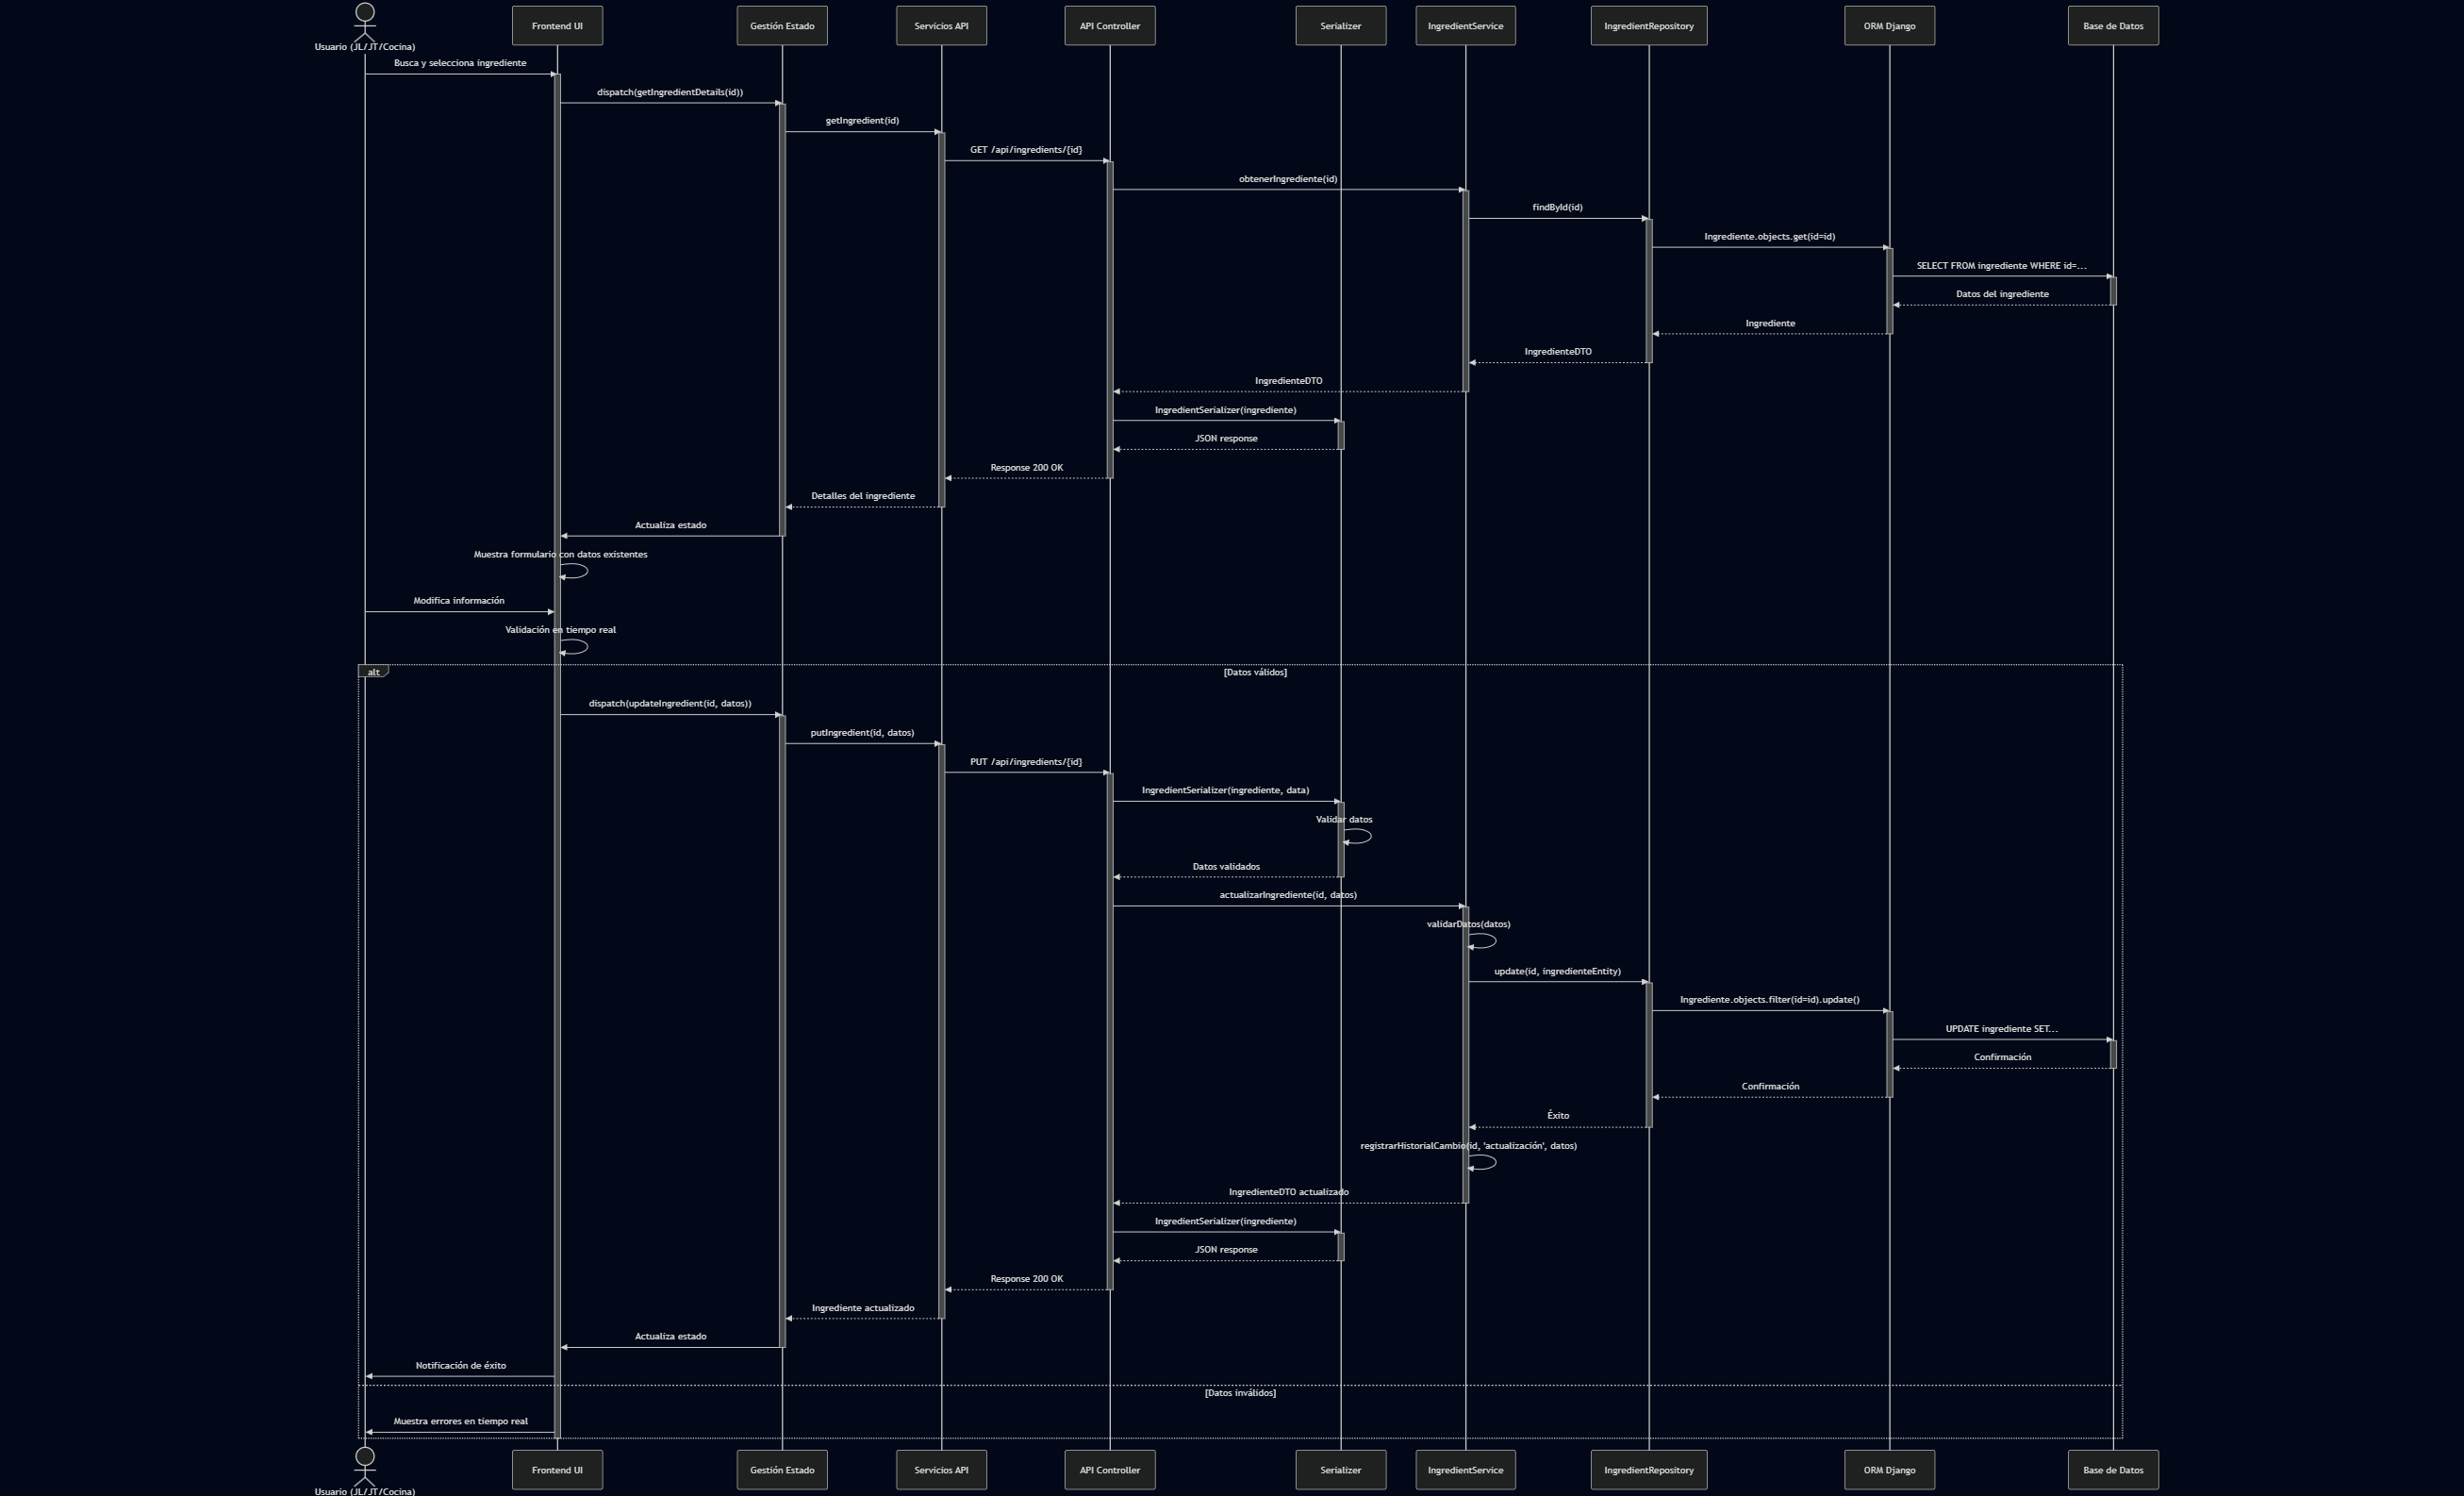 Usuario (JL/JT/Cocina)
Frontend UI
Gestión Estado
Servicios API
API Controller
Serializer
IngredientService
IngredientRepository
ORM Django
Base de Datos
Busca y selecciona ingrediente
dispatch(getIngredientDetails(id))
getIngredient(id)
GET /api/ingredients/{id}
obtenerIngrediente(id)
findById(id)
Ingrediente.objects.get(id=id)
SELECT FROM ingrediente WHERE id=...
Datos del ingrediente
Ingrediente
IngredienteDTO
IngredienteDTO
IngredientSerializer(ingrediente)
JSON response
Response 200 OK
Detalles del ingrediente
Actualiza estado
Muestra formulario con datos existentes
Modifica información
Validación en tiempo real
alt
[Datos válidos]
dispatch(updateIngredient(id, datos))
putIngredient(id, datos)
PUT /api/ingredients/{id}
IngredientSerializer(ingrediente, data)
Validar datos
Datos validados
actualizarIngrediente(id, datos)
validarDatos(datos)
update(id, ingredienteEntity)
Ingrediente.objects.filter(id=id).update()
UPDATE ingrediente SET...
Confirmación
Confirmación
Éxito
registrarHistorialCambio(id, 'actualización', datos)
IngredienteDTO actualizado
IngredientSerializer(ingrediente)
JSON response
Response 200 OK
Ingrediente actualizado
Actualiza estado
Notificación de éxito
[Datos inválidos]
Muestra errores en tiempo real
Usuario (JL/JT/Cocina)
Frontend UI
Gestión Estado
Servicios API
API Controller
Serializer
IngredientService
IngredientRepository
ORM Django
Base de Datos